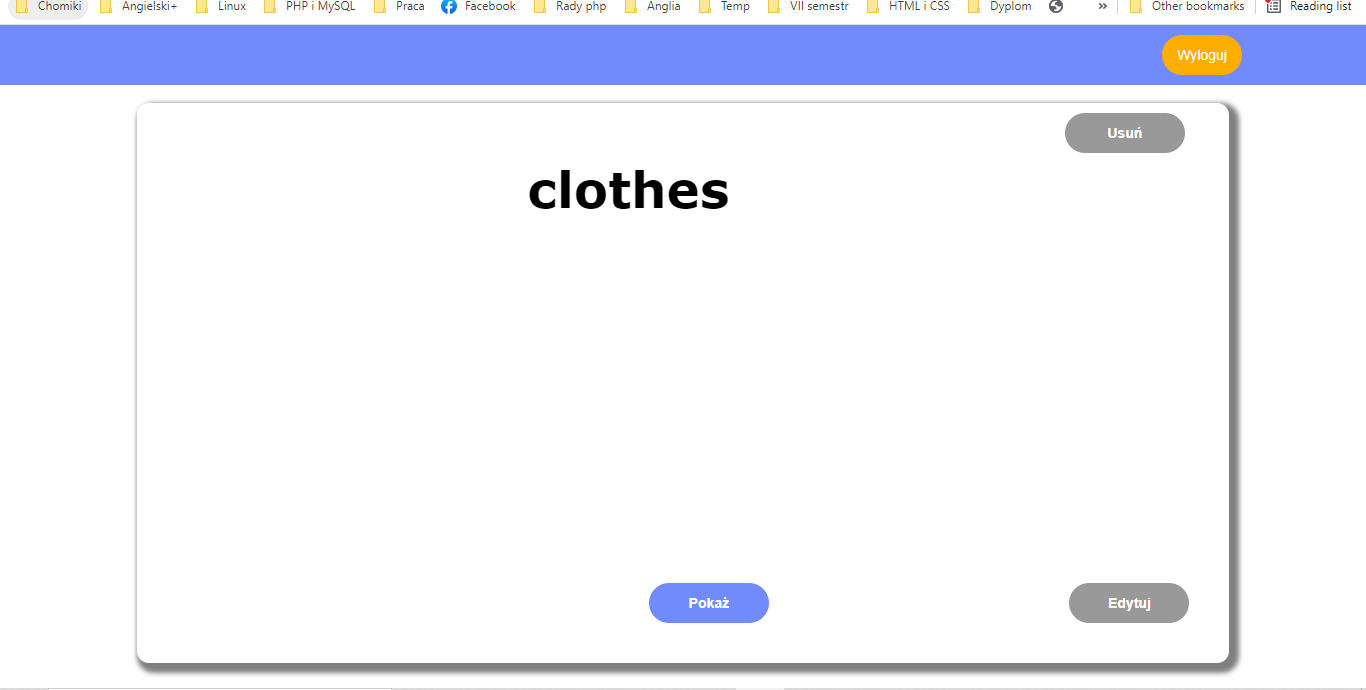 Chomiki Angielski+ Linux PHP i MySQL Praca Facebook Rady php Anglia Temp VII semestr HTML i CSS Dyplom » Other bookmarks Reading list
Wyloguj
Usuń
clothes
Pokaż Edytuj